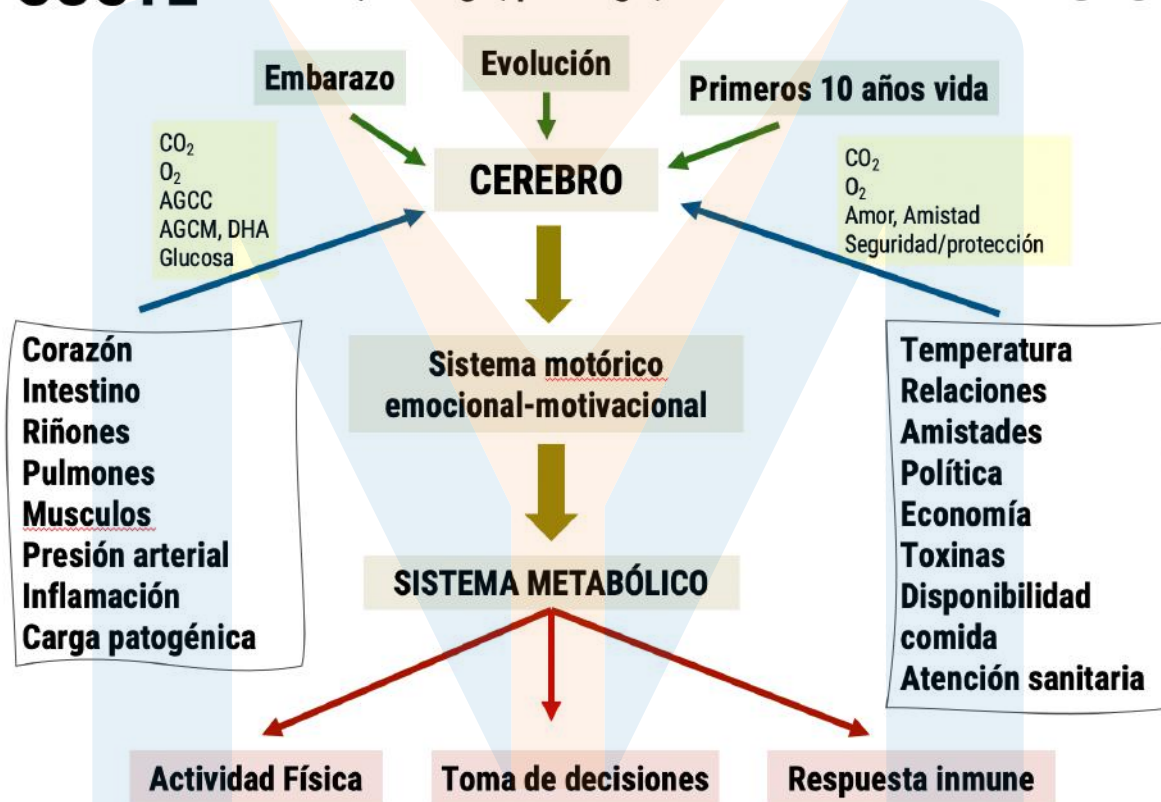 Evolución
Embarazo
Primeros 10 años vida
CO₂
O₂
AGCC
AGCM, DHA
Glucosa
CEREBRO
CO₂
O₂
Amor, Amistad
Seguridad/protección
Corazón
Intestino
Riñones
Pulmones
Musculos
Presión arterial
Inflamación
Carga patogénica
Sistema motórico
emocional-motivacional
Temperatura
Relaciones
Amistades
Política
Economía
Toxinas
Disponibilidad
comida
Atención sanitaria
SISTEMA METABÓLICO
Actividad Física
Toma de decisiones
Respuesta inmune